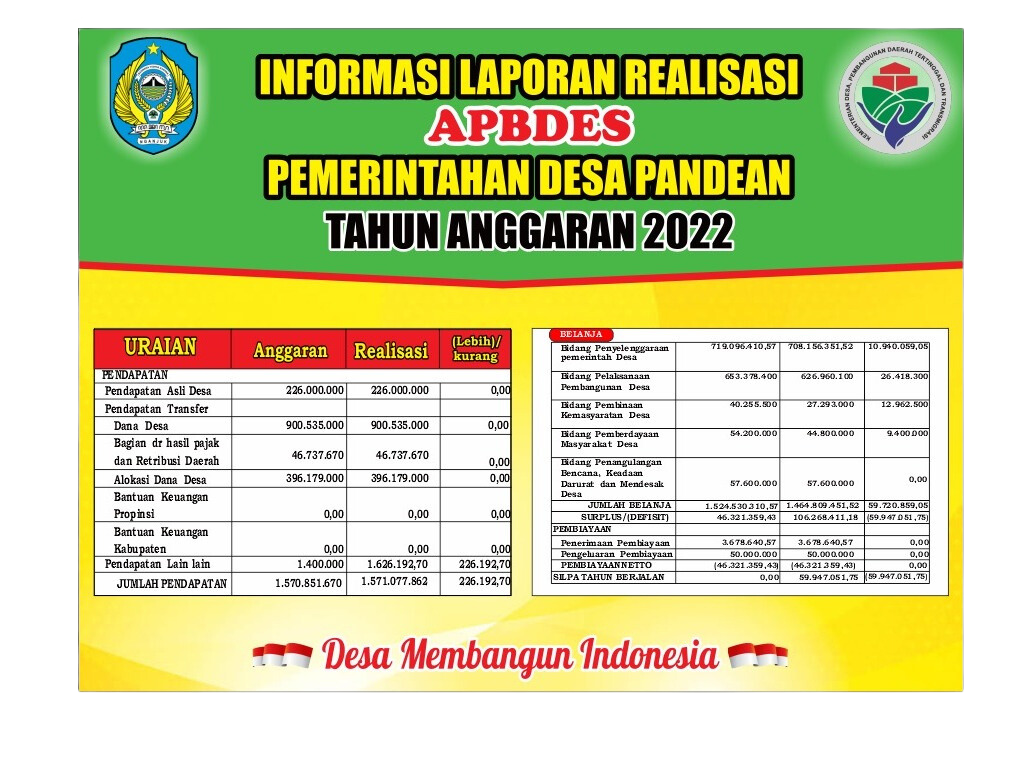 INFORMASI LAPORAN REALISASI
APBDES
PEMERINTAHAN DESA PANDEAN
TAHUN ANGGARAN 2022
NGANJUK
KEMENTERIAN DESA, PEMBANGUNAN DAERAH TERTINGGAL DAN TRANSMIGRASI
URAIAN Anggaran Realisasi (Lebih)/ kurang
PENDAPATAN
Pendapatan Asli Desa 226.000.000 226.000.000 0,00
Pendapatan Transfer
Dana Desa 900.535.000 900.535.000 0,00
Bagian dr hasil pajak
dan Retribusi Daerah 46.737.670 46.737.670 0,00
Alokasi Dana Desa 396.179.000 396.179.000 0,00
Bantuan Keuangan
Propinsi 0,00 0,00 0,00
Bantuan Keuangan
Kabupaten 0,00 0,00 0,00
Pendapatan Lain lain 1.400.000 1.626.192,70 226.192,70
JUMLAH PENDAPATAN 1.570.851.670 1.571.077.862 226.192,70
BELANJA
Bidang Penyelenggaraan 719.096.410,57 708.156.351,52 10.940.059,05
pemerintah Desa
Bidang Pelaksanaan 653.378.400 626.960.100 26.418.300
Pembangunan Desa
Bidang Pembinaan 40.255.500 27.293.000 12.962.500
Kemasyaratan Desa
Bidang Pemberdayaan 54.200.000 44.800.000 9.400.000
Masyarakat Desa
Bidang Penangulangan
Bencana, Keadaan
Darurat dan Mendesak 57.600.000 57.600.000 0,00
Desa
JUMLAH BELANJA 1.524.530.310,57 1.464.809.451,52 59.720.859,05
SURPLUS/(DEFISIT) 46.321.359,43 106.268.411,18 (59.947.051,75)
PEMBIAYAAN
Penerimaan Pembiayaan 3.678.640,57 3.678.640,57 0,00
Pengeluaran Pembiayaan 50.000.000 50.000.000 0,00
PEMBIAYAAN NETTO (46.321.359,43) (46.321.359,43) 0,00
SILPA TAHUN BERJALAN 0,00 59.947.051,75 (59.947.051,75)
Desa Membangun Indonesia